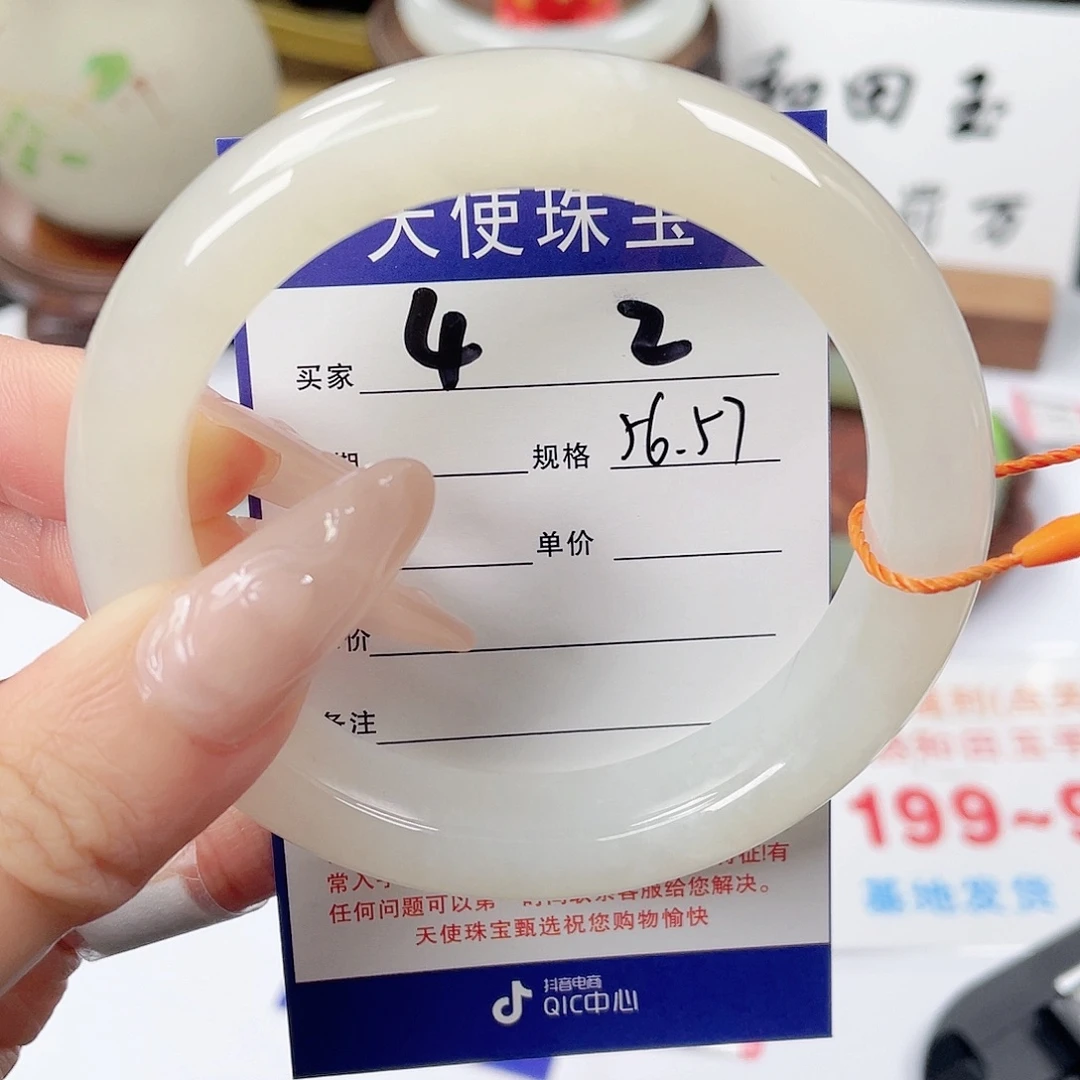 和田玉
万
天使珠宝
买家 4 2
规格 56.57
单价
价
备注
常入手
任何问题可以第一时间联系客服给您解决。
天使珠宝甄选祝您购物愉快
抖音电商
QIC中心
199~9
基地发货